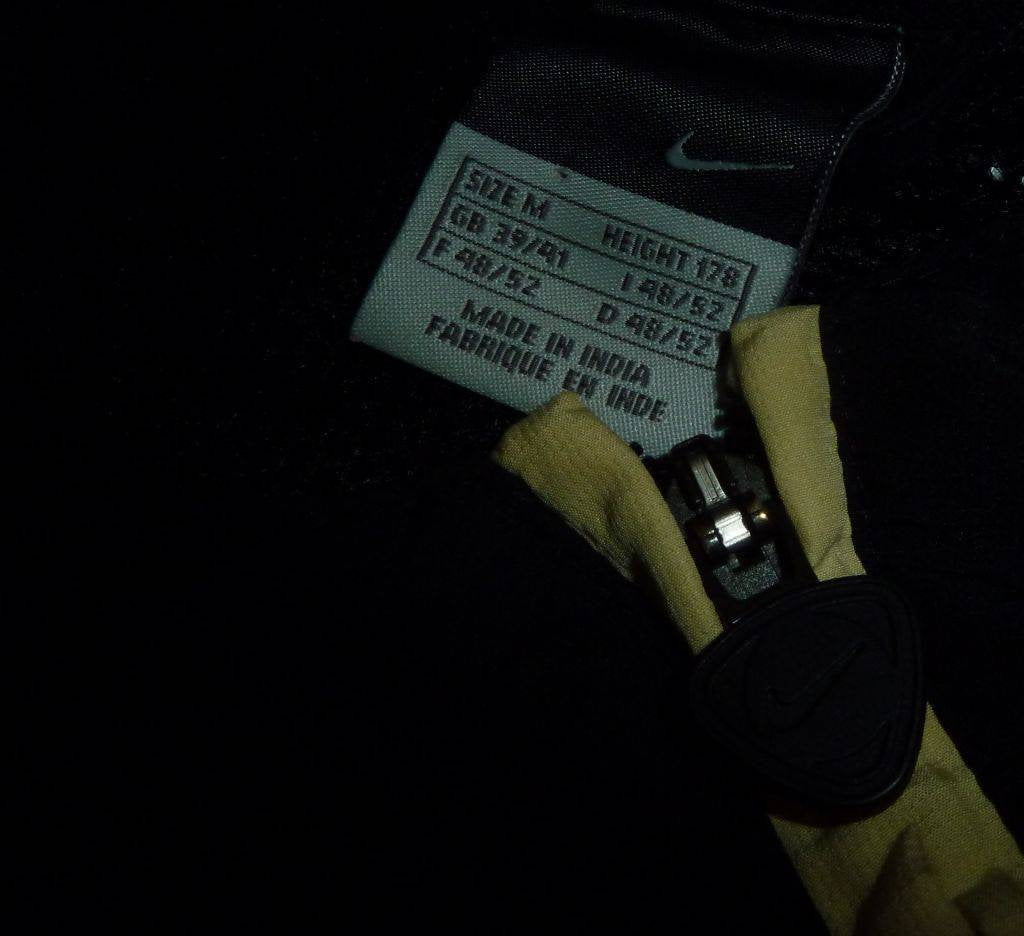 SIZE M HEIGHT 178
GB 39/41 I 48/52
F 48/52 D 48/52
MADE IN INDIA
FABRIQUE EN INDE